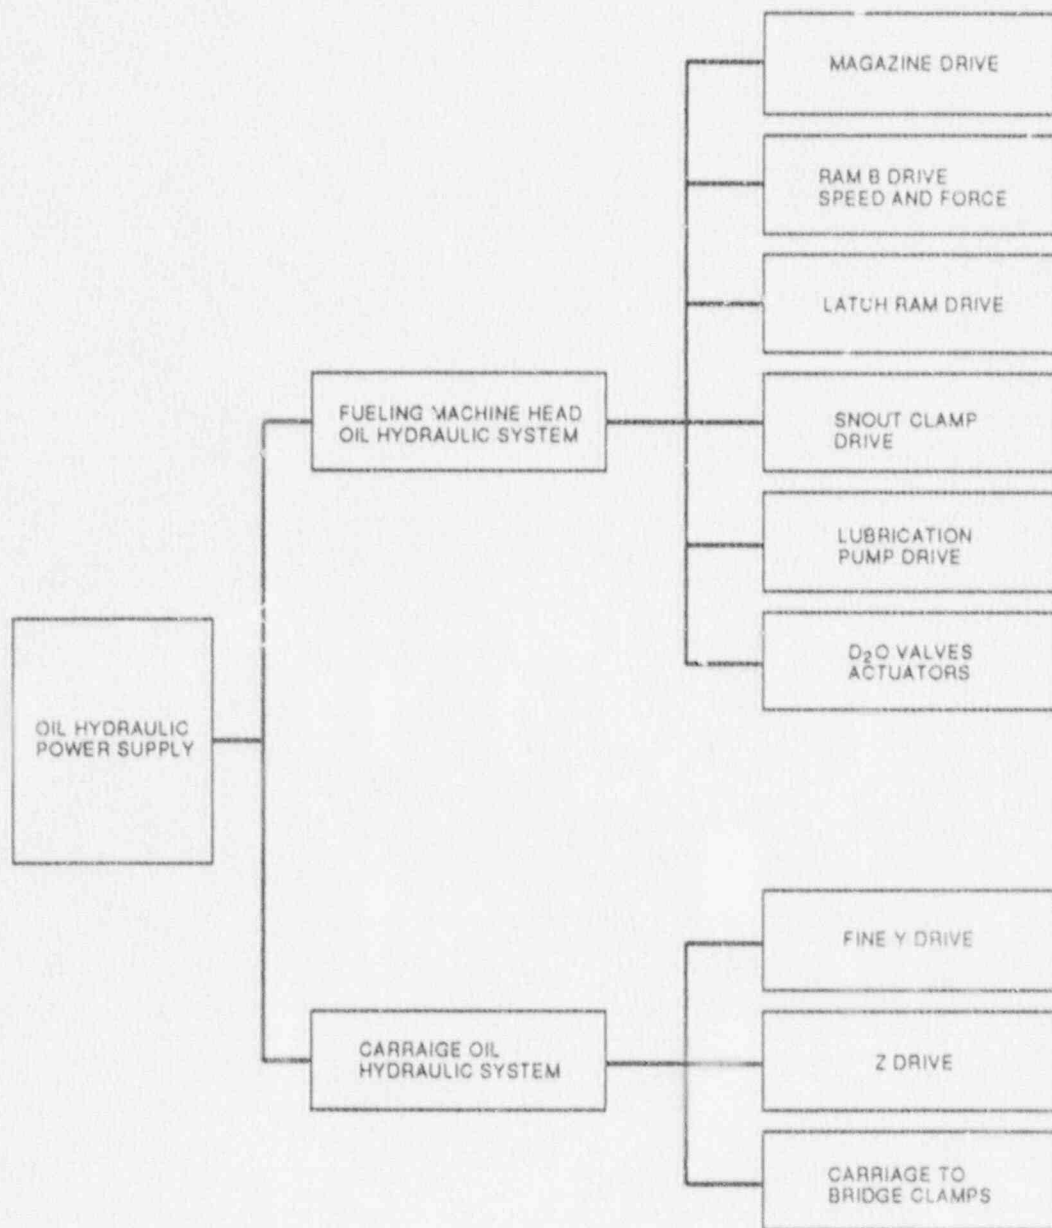 MAGAZINE DRIVE
RAM B DRIVE
SPEED AND FORCE
LATCH RAM DRIVE
FUELING MACHINE HEAD
OIL HYDRAULIC SYSTEM
SNOUT CLAMP
DRIVE
LUBRICATION
PUMP DRIVE
D₂O VALVES
ACTUATORS
OIL HYDRAULIC
POWER SUPPLY
FINE Y DRIVE
CARRAIGE OIL
HYDRAULIC SYSTEM
Z DRIVE
CARRIAGE TO
BRIDGE CLAMPS